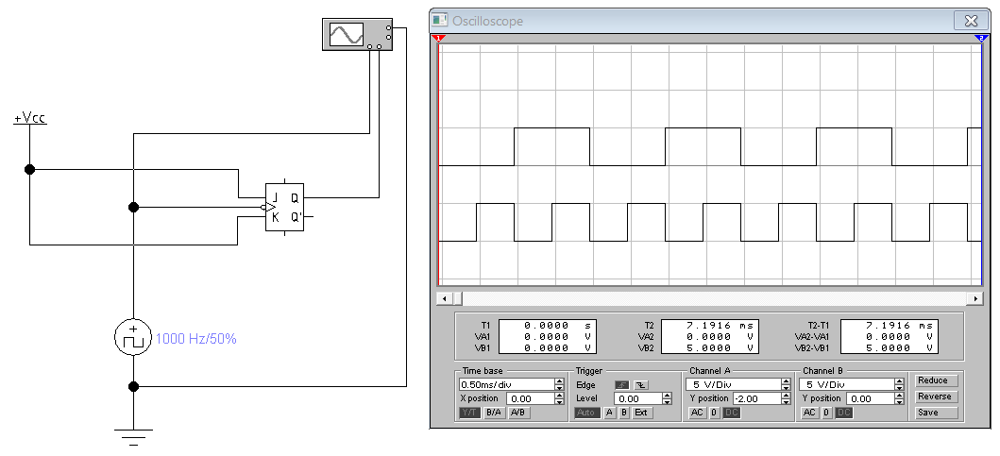 Oscilloscope
1
2
+Vcc
J Q
K Q'
+
1000 Hz/50%
T1 0.0000 s
VA1 0.0000 V
VB1 0.0000 V
T2 7.1916 ms
VA2 0.0000 V
VB2 5.0000 V
T2-T1 7.1916 ms
VA2-VA1 0.0000 V
VB2-VB1 5.0000 V
Time base
0.50ms/div
X position 0.00
Y/T B/A A/B
Trigger
Edge
Level 0.00
Auto A B Ext
Channel A
5 V/Div
Y position -2.00
AC 0 DC
Channel B
5 V/Div
Y position 0.00
AC 0 DC
Reduce
Reverse
Save